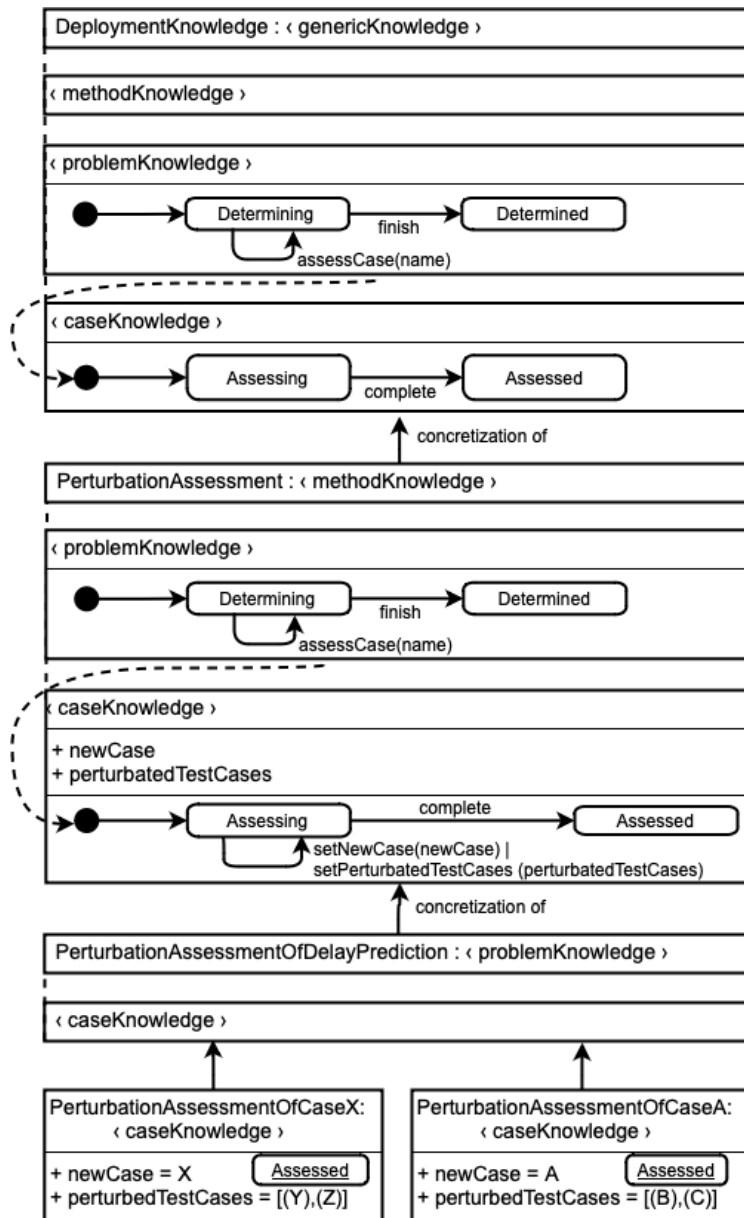 DeploymentKnowledge : ‹ genericKnowledge ›
‹ methodKnowledge ›
‹ problemKnowledge ›
Determining
finish
Determined
assessCase(name)
‹ caseKnowledge ›
Assessing
complete
Assessed
concretization of
PerturbationAssessment : ‹ methodKnowledge ›
‹ problemKnowledge ›
Determining
finish
Determined
assessCase(name)
‹ caseKnowledge ›
+ newCase
+ perturbatedTestCases
Assessing
complete
Assessed
setNewCase(newCase) |
setPerturbatedTestCases (perturbatedTestCases)
concretization of
PerturbationAssessmentOfDelayPrediction : ‹ problemKnowledge ›
‹ caseKnowledge ›
PerturbationAssessmentOfCaseX:
‹ caseKnowledge ›
+ newCase = X
Assessed
+ perturbedTestCases = [(Y),(Z)]
PerturbationAssessmentOfCaseA:
‹ caseKnowledge ›
+ newCase = A
Assessed
+ perturbedTestCases = [(B),(C)]